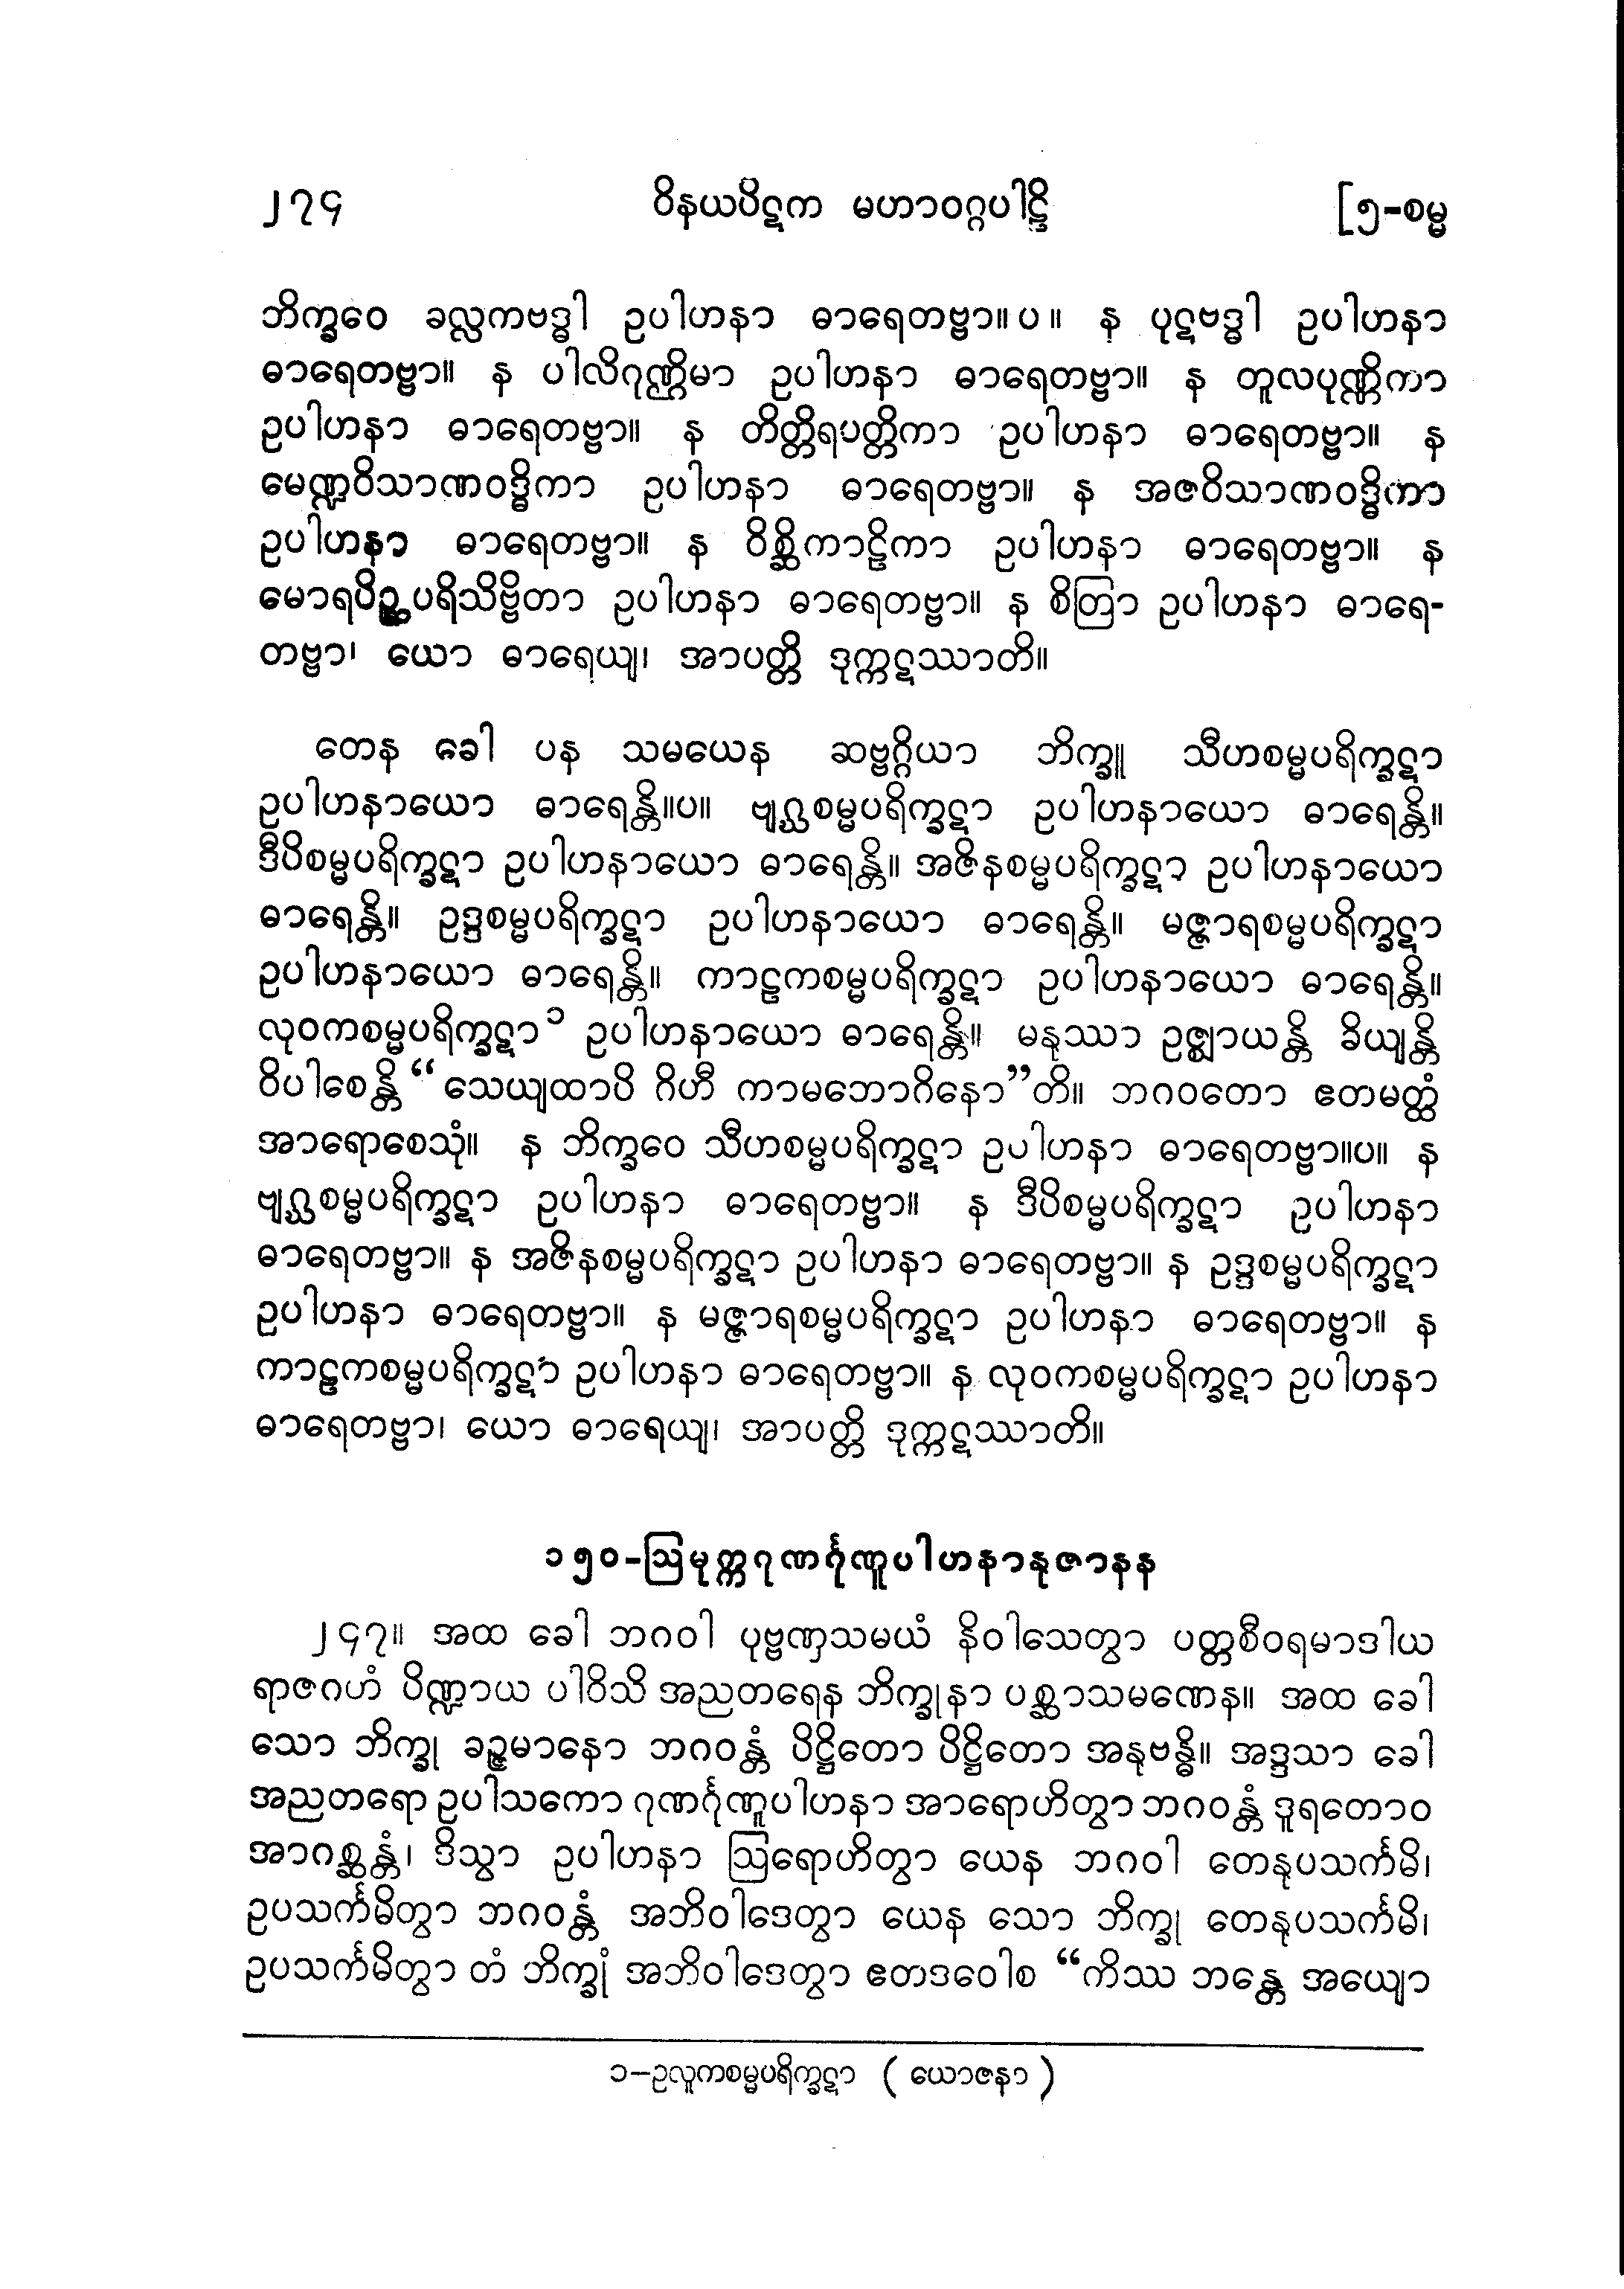 ၂၇၄ ဝိနယပိဋက မဟာဝဂ္ဂပါဠိ [၅-စမ္မ
ဘိက္ခဝေ ခလ္လကဗဒ္ဓါ ဥပါဟနာ ဓာရေတဗ္ဗာ။ပ။ န ပုဋဗဒ္ဓါ ဥပါဟနာ
ဓာရေတဗ္ဗာ။ န ပါလိဂုဏ္ဌိမာ ဥပါဟနာ ဓာရေတဗ္ဗာ။ န တူလပုဏ္ဏိကာ
ဥပါဟနာ ဓာရေတဗ္ဗာ။ န တိတ္တိရပတ္တိကာ ဥပါဟနာ ဓာရေတဗ္ဗာ။ န
မေဏ္ဍဝိသာဏဝဒ္ဓိကာ ဥပါဟနာ ဓာရေတဗ္ဗာ။ န အဇဝိသာဏဝဒ္ဓိကာ
ဥပါဟနာ ဓာရေတဗ္ဗာ။ န ဝိစ္ဆိကာဠိကာ ဥပါဟနာ ဓာရေတဗ္ဗာ။ န
မောရပိဉ္ဆပရိသိဗ္ဗိတာ ဥပါဟနာ ဓာရေတဗ္ဗာ။ န စိတြာ ဥပါဟနာ ဓာရေ-
တဗ္ဗာ၊ ယော ဓာရေယျ၊ အာပတ္တိ ဒုက္ကဋဿာတိ။
တေန ခေါ ပန သမယေန ဆဗ္ဗဂ္ဂိယာ ဘိက္ခူ သီဟစမ္မပရိက္ခဋာ
ဥပါဟနာယော ဓာရေန္တိ။ပ။ ဗျဂ္ဃစမ္မပရိက္ခဋာ ဥပါဟနာယော ဓာရေန္တိ။
ဒီပိစမ္မပရိက္ခဋာ ဥပါဟနာယော ဓာရေန္တိ။ အဇိနစမ္မပရိက္ခဋာ ဥပါဟနာယော
ဓာရေန္တိ။ ဥဒ္ဒစမ္မပရိက္ခဋာ ဥပါဟနာယော ဓာရေန္တိ။ မဇ္ဇာရစမ္မပရိက္ခဋာ
ဥပါဟနာယော ဓာရေန္တိ။ ကာဠကစမ္မပရိက္ခဋာ ဥပါဟနာယော ဓာရေန္တိ။
လုဝကစမ္မပရိက္ခဋာ ၁ ဥပါဟနာယော ဓာရေန္တိ။ မနုဿာ ဥဇ္ဈာယန္တိ ခိယျန္တိ
ဝိပါစေန္တိ “သေယျထာပိ ဂိဟီ ကာမဘောဂိနော”တိ။ ဘဂဝတော ဧတမတ္ထံ
အာရောစေသုံ။ န ဘိက္ခဝေ သီဟစမ္မပရိက္ခဋာ ဥပါဟနာ ဓာရေတဗ္ဗာ။ပ။ န
ဗျဂ္ဃစမ္မပရိက္ခဋာ ဥပါဟနာ ဓာရေတဗ္ဗာ။ န ဒီပိစမ္မပရိက္ခဋာ ဥပါဟနာ
ဓာရေတဗ္ဗာ။ န အဇိနစမ္မပရိက္ခဋာ ဥပါဟနာ ဓာရေတဗ္ဗာ။ န ဥဒ္ဒစမ္မပရိက္ခဋာ
ဥပါဟနာ ဓာရေတဗ္ဗာ။ န မဇ္ဇာရစမ္မပရိက္ခဋာ ဥပါဟနာ ဓာရေတဗ္ဗာ။ န
ကာဠကစမ္မပရိက္ခဋာ ဥပါဟနာ ဓာရေတဗ္ဗာ။ န လုဝကစမ္မပရိက္ခဋာ ဥပါဟနာ
ဓာရေတဗ္ဗာ၊ ယော ဓာရေယျ၊ အာပတ္တိ ဒုက္ကဋဿာတိ။
၁၅၀-ဩမုက္ကဂုဏင်္ဂုဏူပါဟနာနုဇာနန
၂၄၇။ အထ ခေါ ဘဂဝါ ပုဗ္ဗဏှသမယံ နိဝါသေတွာ ပတ္တစီဝရမာဒါယ
ရာဇဂဟံ ပိဏ္ဍာယ ပါဝိသိ အညတရေန ဘိက္ခုနာ ပစ္ဆာသမဏေန။ အထ ခေါ
သော ဘိက္ခု ခဉ္ဇမာနော ဘဂဝန္တံ ပိဋ္ဌိတော ပိဋ္ဌိတော အနုဗန္ဓိ။ အဒ္ဒသာ ခေါ
အညတရော ဥပါသကော ဂုဏင်္ဂုဏူပါဟနာ အာရောဟိတွာ ဘဂဝန္တံ ဒူရတောဝ
အာဂစ္ဆန္တံ၊ ဒိသွာ ဥပါဟနာ ဩရောဟိတွာ ယေန ဘဂဝါ တေနုပသင်္ကမိ၊
ဥပသင်္ကမိတွာ ဘဂဝန္တံ အဘိဝါဒေတွာ ယေန သော ဘိက္ခု တေနုပသင်္ကမိ၊
ဥပသင်္ကမိတွာ တံ ဘိက္ခုံ အဘိဝါဒေတွာ ဧတဒဝေါစ “ကိဿ ဘန္တေ အယျော
၁–ဥလူကစမ္မပရိက္ခဋာ (ယောဇနာ)